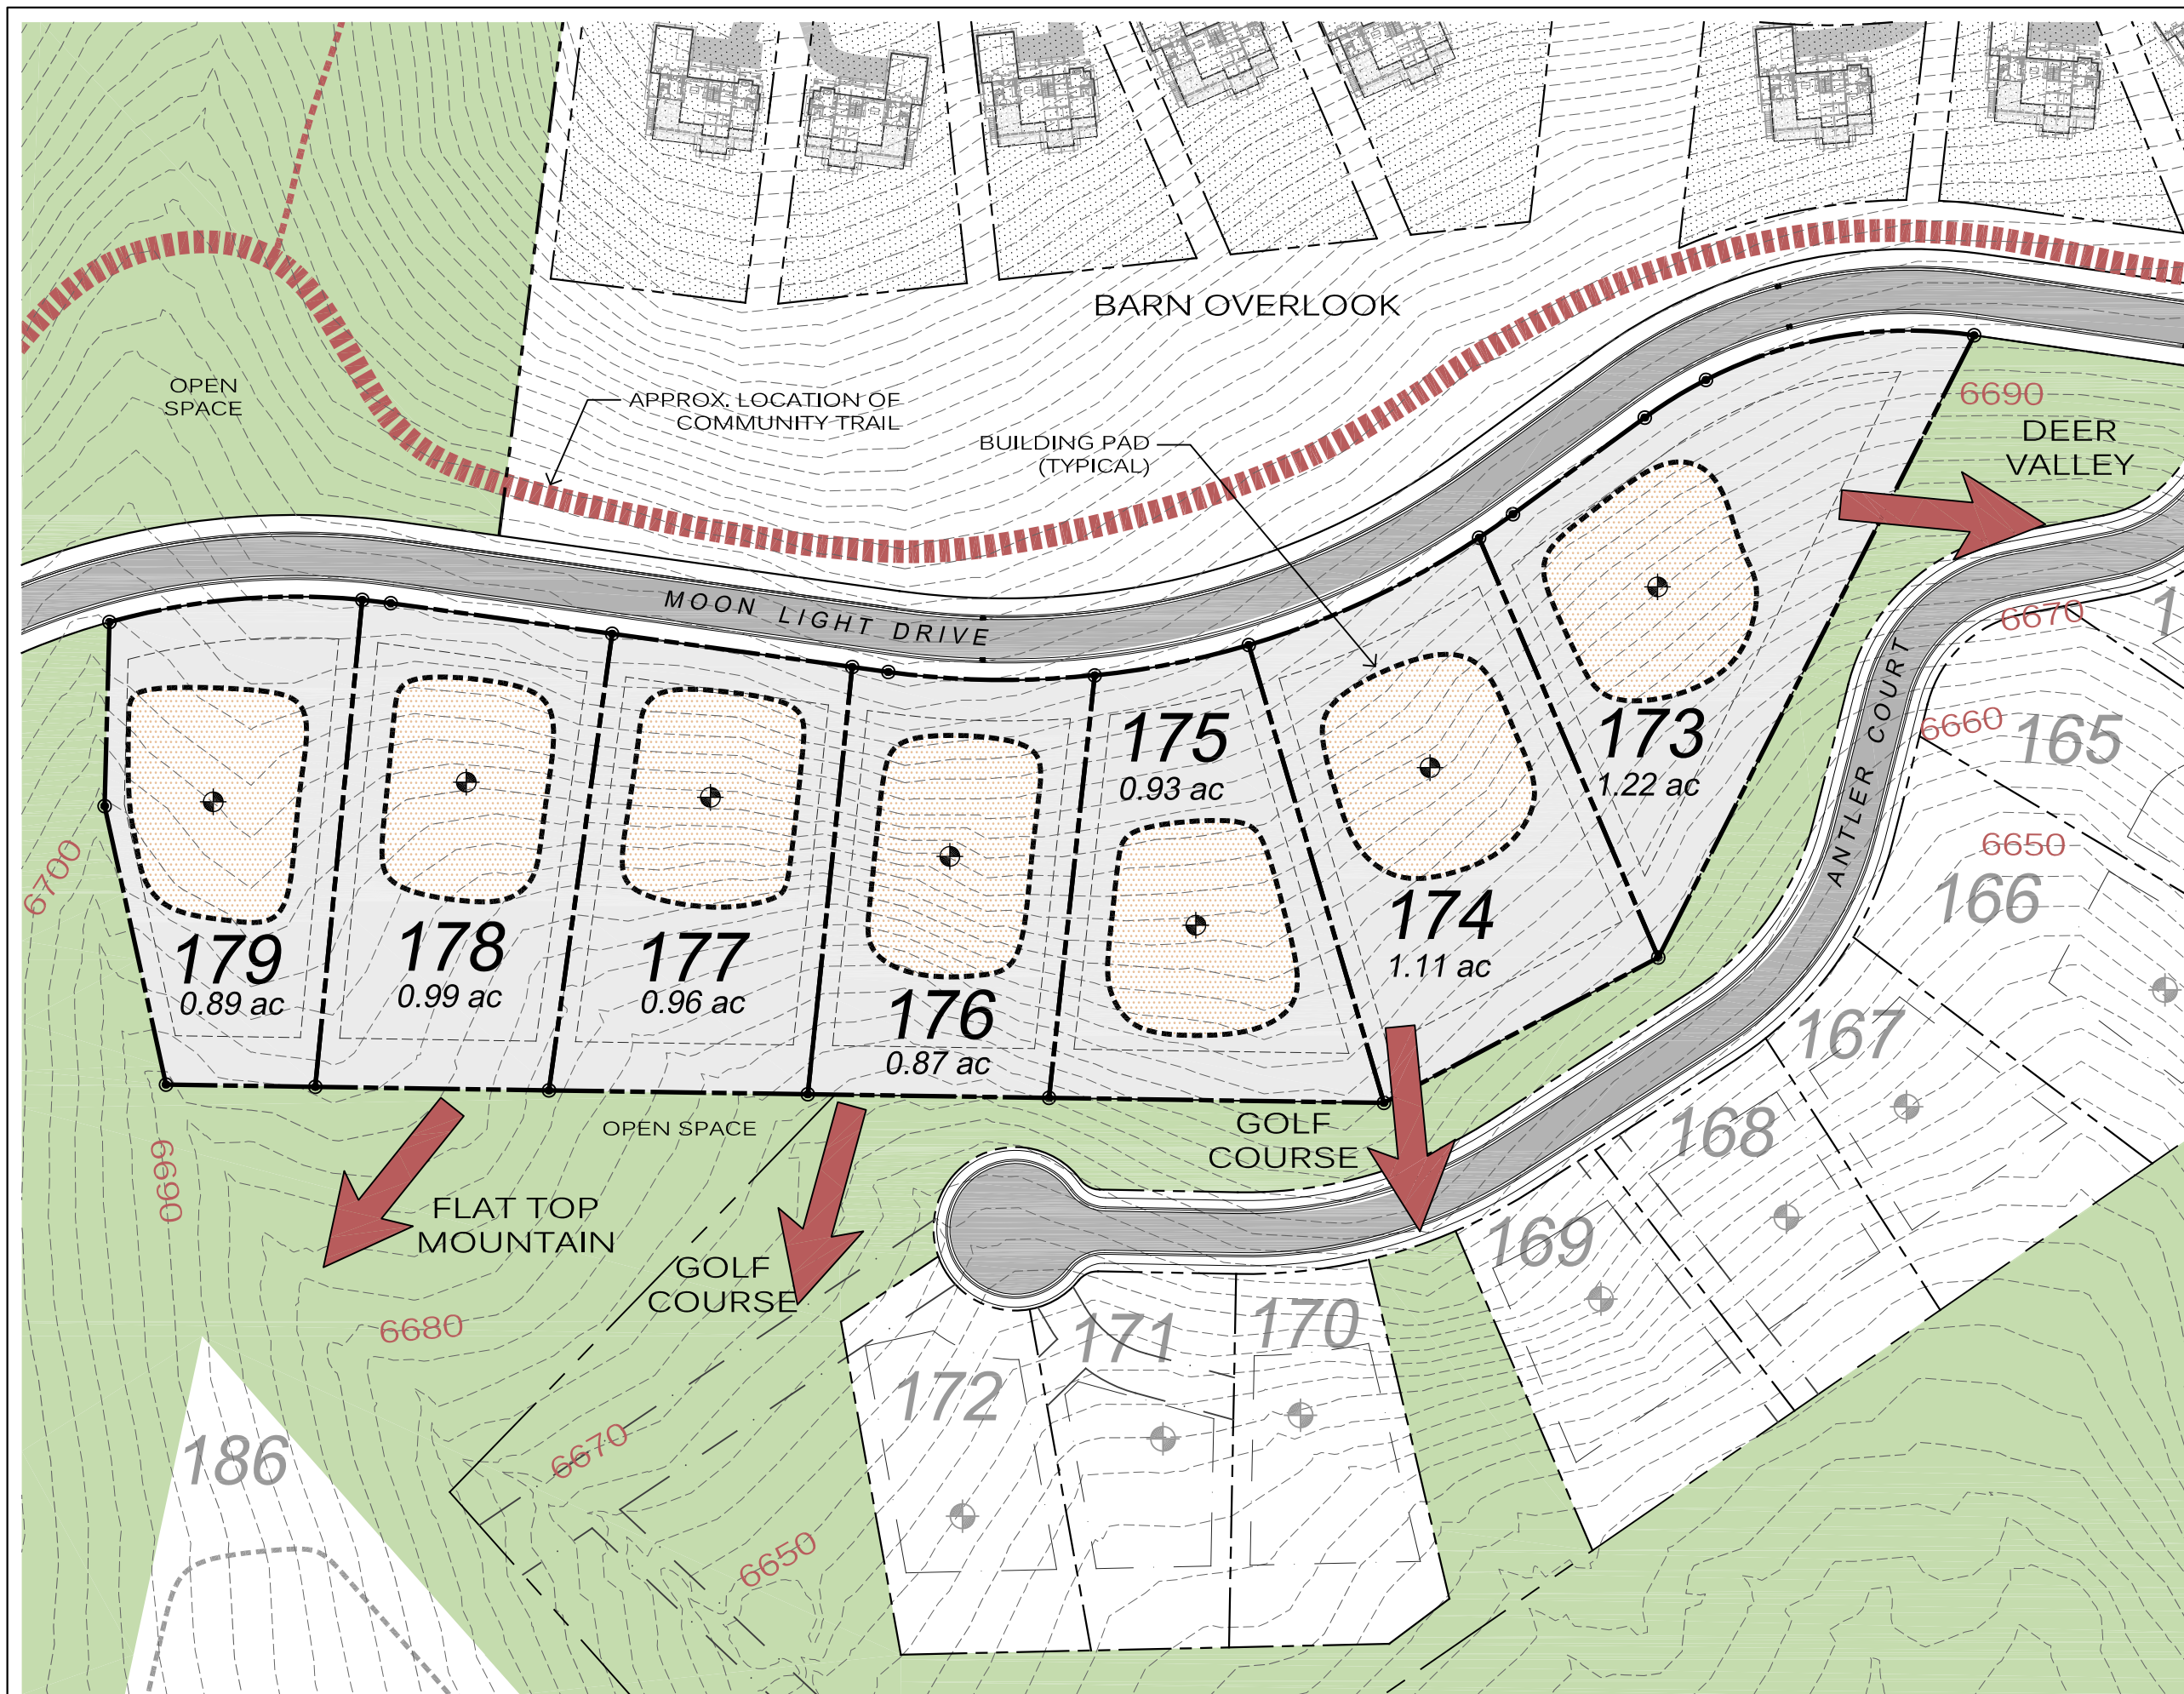 BARN OVERLOOK
OPEN
SPACE
APPROX. LOCATION OF
COMMUNITY TRAIL
BUILDING PAD
(TYPICAL)
6690
DEER
VALLEY
MOON LIGHT DRIVE
6670
6660
ANTLER COURT
165
6650
166
167
168
169
170
171
172
173
1.22 ac
174
1.11 ac
175
0.93 ac
176
0.87 ac
177
0.96 ac
178
0.99 ac
179
0.89 ac
6700
6690
OPEN SPACE
GOLF
COURSE
FLAT TOP
MOUNTAIN
GOLF
COURSE
6680
6670
6650
186